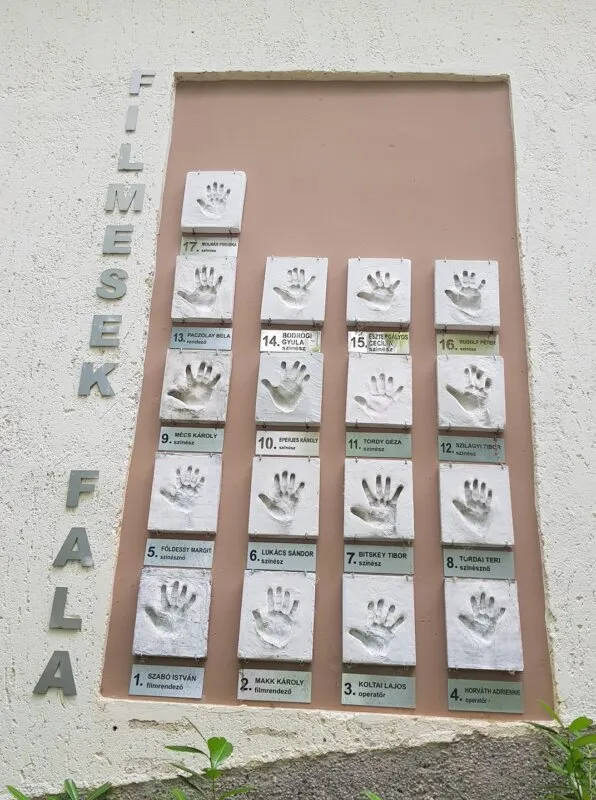 FILMESEK FALA
17. MOLNÁR PIROSKA
színész
13. PACZOLAY BÉLA
rendező
14. BODROGI
GYULA
színész
15. ESZTERGÁLYOS
CECÍLIA
színész
16. RUDOLF PÉTER
színész
9. MÉCS KÁROLY
színész
10. EPERJES KÁROLY
színész
11. TORDY GÉZA
színész
12. SZILÁGYI TIBOR
színész
5. FÖLDESSY MARGIT
színésznő
6. LUKÁCS SÁNDOR
színész
7. BITSKEY TIBOR
színész
8. TORDAI TERI
színésznő
1. SZABÓ ISTVÁN
filmrendező
2. MAKK KÁROLY
filmrendező
3. KOLTAI LAJOS
operatőr
4. HORVÁTH ADRIENNE
operatőr